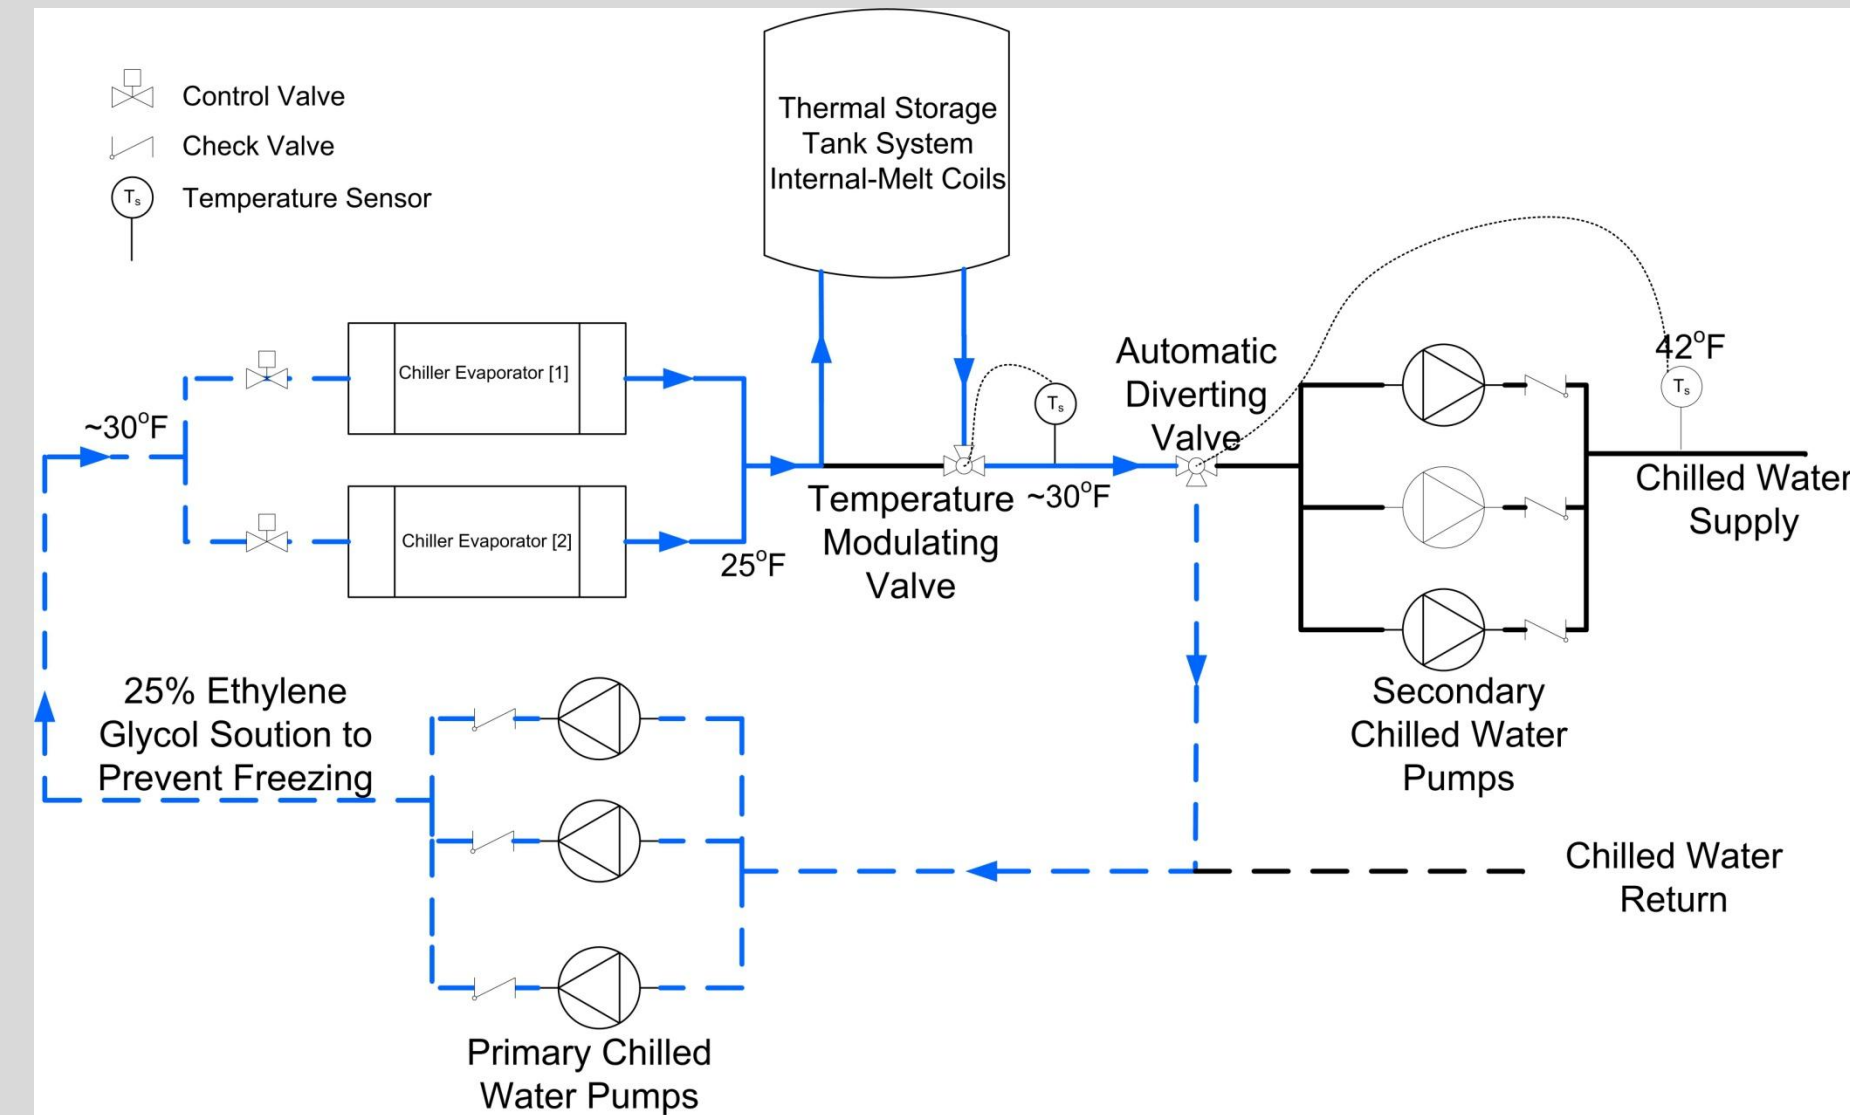 Control Valve
Check Valve
Ts
Temperature Sensor
Thermal Storage
Tank System
Internal-Melt Coils
~30°F
Chiller Evaporator [1]
Chiller Evaporator [2]
25°F
Temperature
Modulating
Valve
Ts
~30°F
Automatic
Diverting
Valve
42°F
Ts
Chilled Water
Supply
Secondary
Chilled Water
Pumps
25% Ethylene
Glycol Soution to
Prevent Freezing
Chilled Water
Return
Primary Chilled
Water Pumps